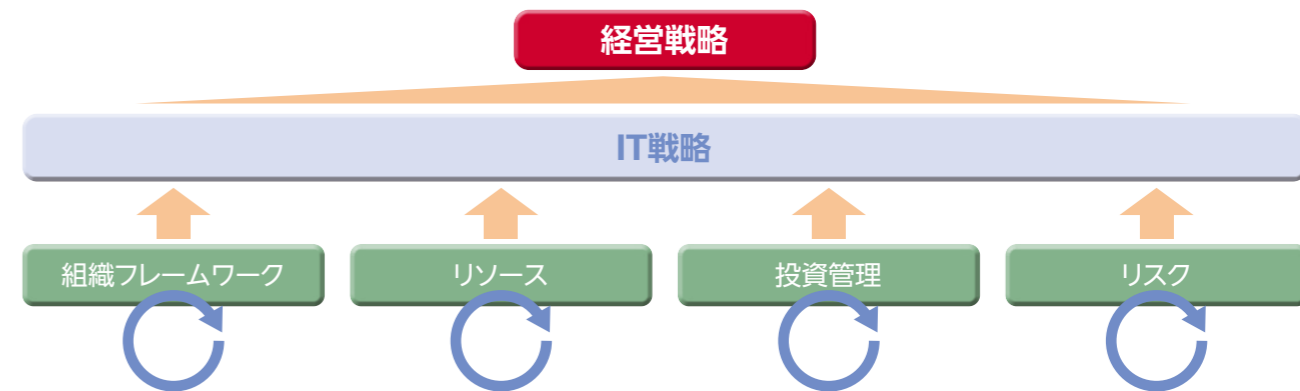 経営戦略
IT戦略
組織フレームワーク
リソース
投資管理
リスク